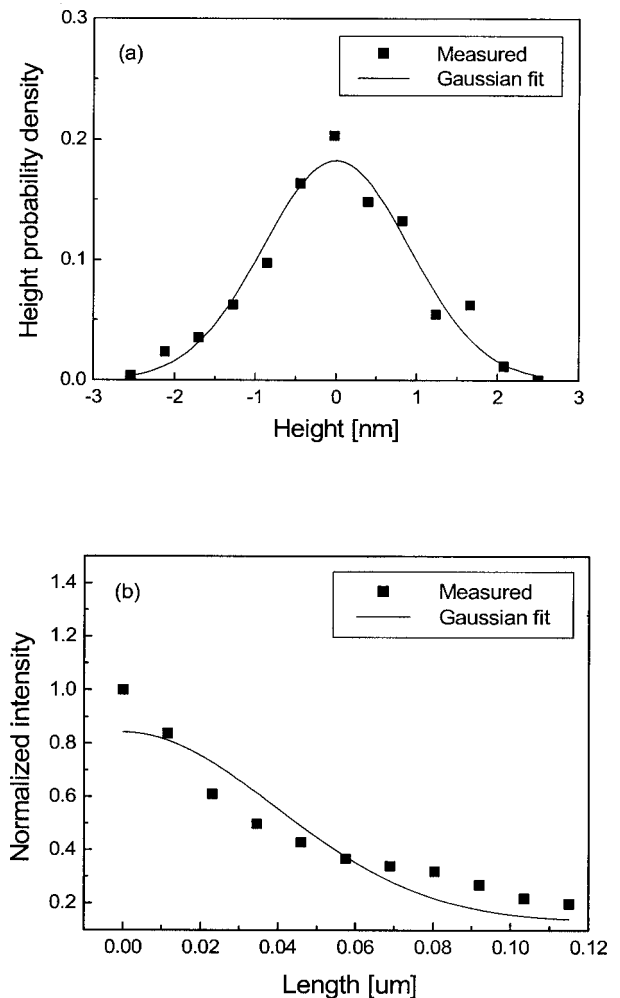 0.3
(a)
Measured
Gaussian fit
0.2
0.1
0.0
Height probability density
-3 -2 -1 0 1 2 3
Height [nm]
1.4
(b)
Measured
Gaussian fit
1.2
1.0
0.8
0.6
0.4
0.2
Normalized intensity
0.00 0.02 0.04 0.06 0.08 0.10 0.12
Length [um]